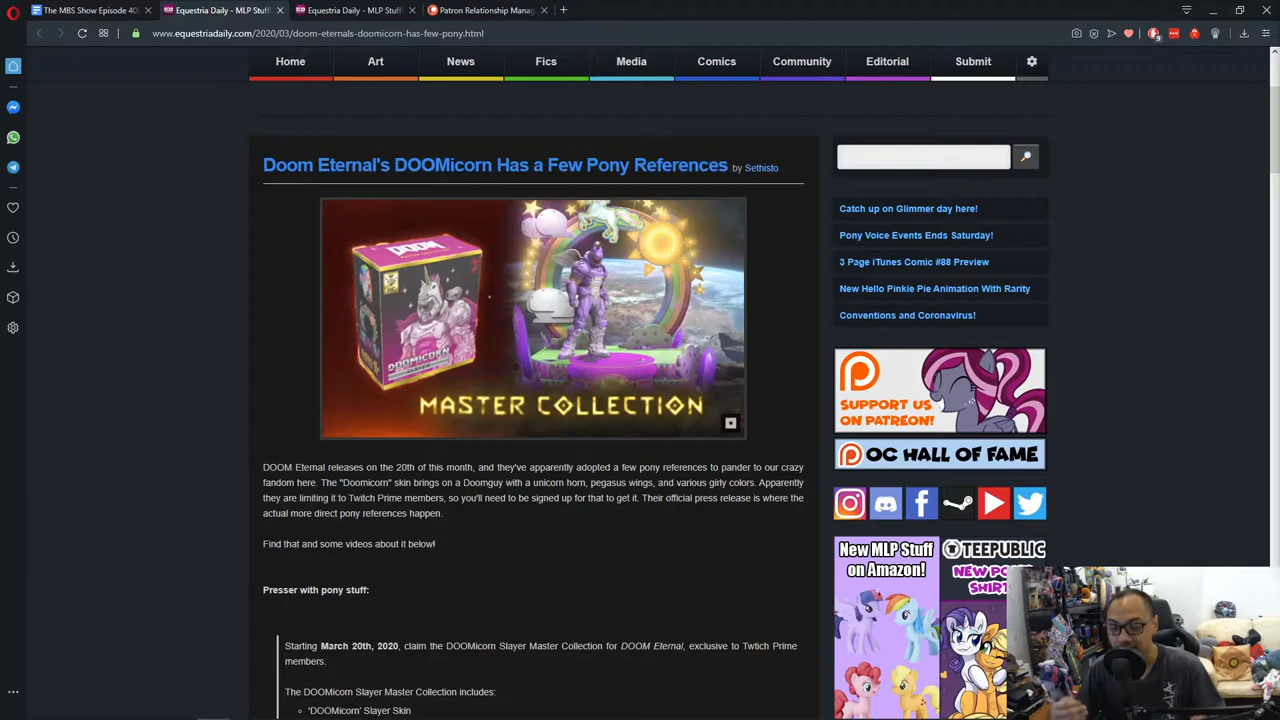 The MBS Show Episode 40
Equestria Daily - MLP Stuff
Equestria Daily - MLP Stuff
Patron Relationship Mana
www.equestriadaily.com/2020/03/doom-eternals-doomicorn-has-few-pony.html
Home
Art
News
Fics
Media
Comics
Community
Editorial
Submit
Doom Eternal's DOOMicorn Has a Few Pony References by Sethisto
DOOM
DOOMICORN
MASTER COLLECTION
DOOM Eternal releases on the 20th of this month, and they've apparently adopted a few pony references to pander to our crazy
fandom here. The "Doomicorn" skin brings on a Doomguy with a unicorn horn, pegasus wings, and various girly colors. Apparently
they are limiting it to Twitch Prime members, so you'll need to be signed up for that to get it. Their official press release is where the
actual more direct pony references happen.
Find that and some videos about it below!
Presser with pony stuff:
Starting March 20th, 2020, claim the DOOMicorn Slayer Master Collection for DOOM Eternal, exclusive to Twtich Prime
members.
The DOOMicorn Slayer Master Collection includes:
'DOOMicorn' Slayer Skin
Catch up on Glimmer day here!
Pony Voice Events Ends Saturday!
3 Page iTunes Comic #88 Preview
New Hello Pinkie Pie Animation With Rarity
Conventions and Coronavirus!
SUPPORT US
ON PATREON!
OC HALL OF FAME
New MLP Stuff
on Amazon!
TEEPUBLIC